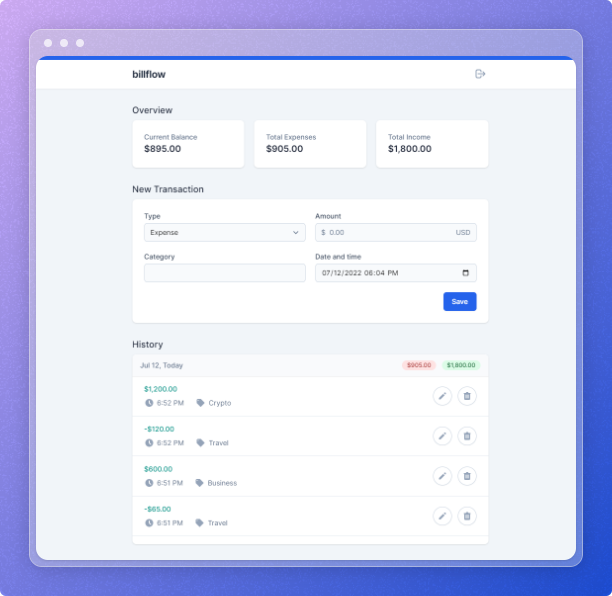 billflow
Overview
Current Balance
$895.00
Total Expenses
$905.00
Total Income
$1,800.00
New Transaction
Type
Amount
Expense
$ 0.00 USD
Category
Date and time
07/12/2022 06:04 PM
Save
History
Jul 12, Today $905.00 $1,800.00
$1,200.00
6:52 PM Crypto
-$120.00
6:52 PM Travel
$600.00
6:51 PM Business
-$65.00
6:51 PM Travel